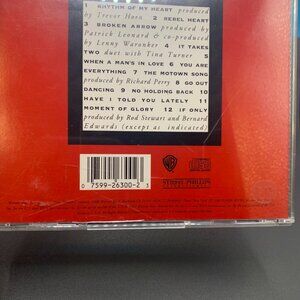 1 RHYTHM OF MY HEART produced
by Trevor Horn 2 REBEL HEART
3 BROKEN ARROW produced by
Patrick Leonard & co-produced
by Lenny Waronker 4 IT TAKES
TWO duet with Tina Turner 5
WHEN A MAN'S IN LOVE 6 YOU ARE
EVERYTHING 7 THE MOTOWN SONG
produced by Richard Perry 8 GO OUT
DANCING 9 NO HOLDING BACK 10
HAVE I TOLD YOU LATELY 11
MOMENT OF GLORY 12 IF ONLY
produced by Rod Stewart and Bernard
Edwards (except as indicated)
0 7599-26300-2 3